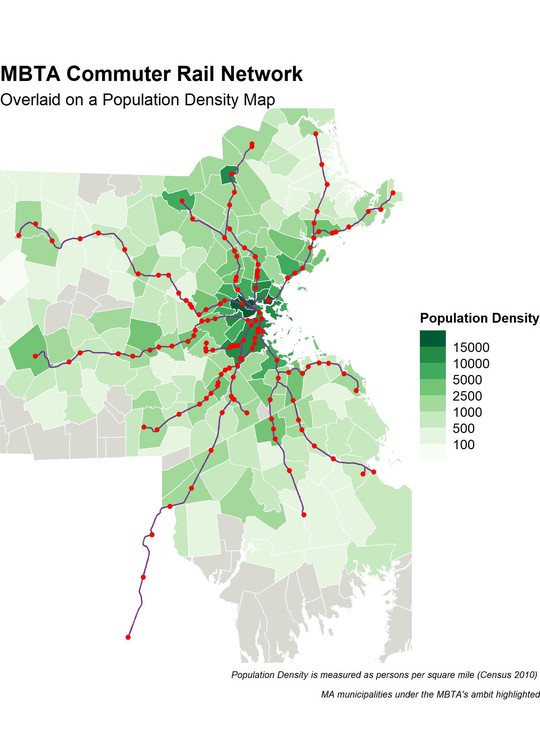 MBTA Commuter Rail Network
Overlaid on a Population Density Map
Population Density
15000
10000
5000
2500
1000
500
100
Population Density is measured as persons per square mile (Census 2010)
MA municipalities under the MBTA's ambit highlighted